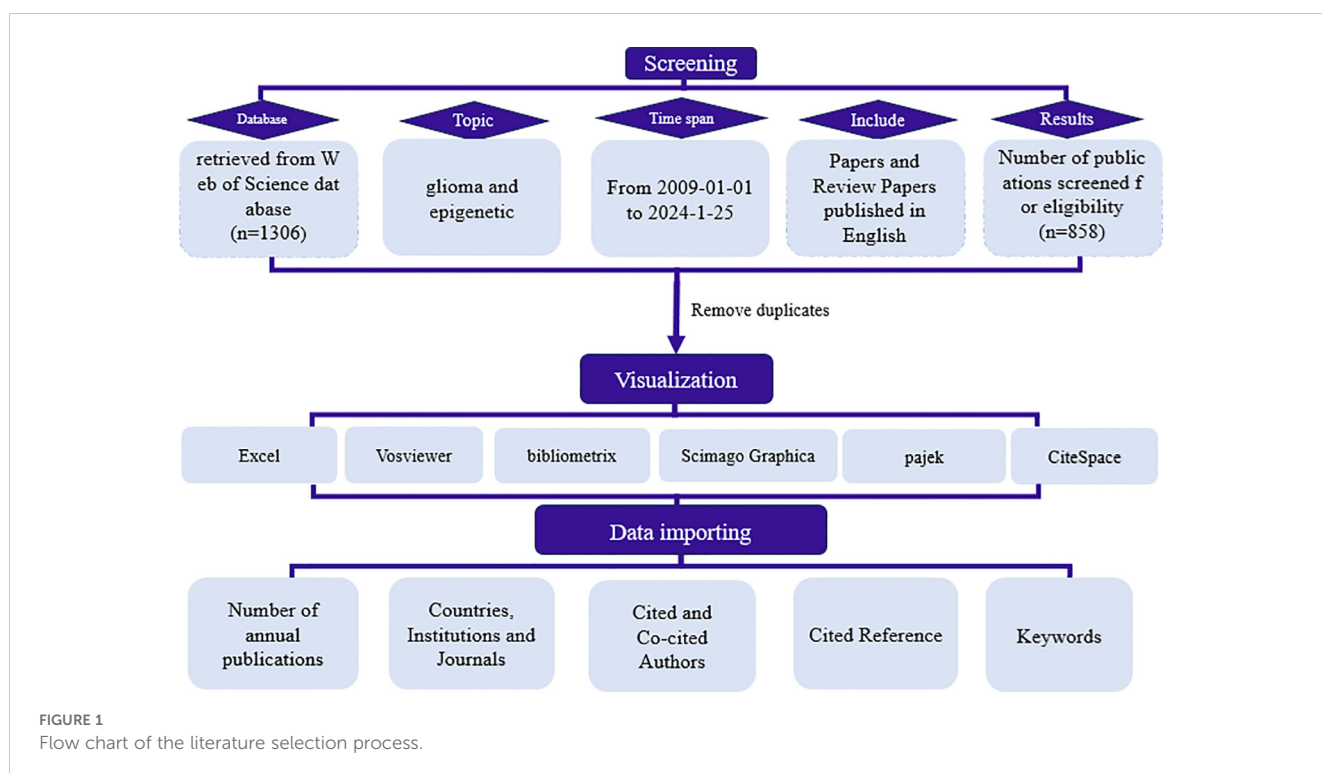 Screening
Database
Topic
Time span
Include
Results
retrieved from W
eb of Science dat
abase
(n=1306)
glioma and
epigenetic
From 2009-01-01
to 2024-1-25
Papers and
Review Papers
published in
English
Number of public
ations screened f
or eligibility
(n=858)
Remove duplicates
Visualization
Excel
Vosviewer
bibliometrix
Scimago Graphica
pajek
CiteSpace
Data importing
Number of
annual
publications
Countries,
Institutions and
Journals
Cited and
Co-cited
Authors
Cited Reference
Keywords
FIGURE 1
Flow chart of the literature selection process.